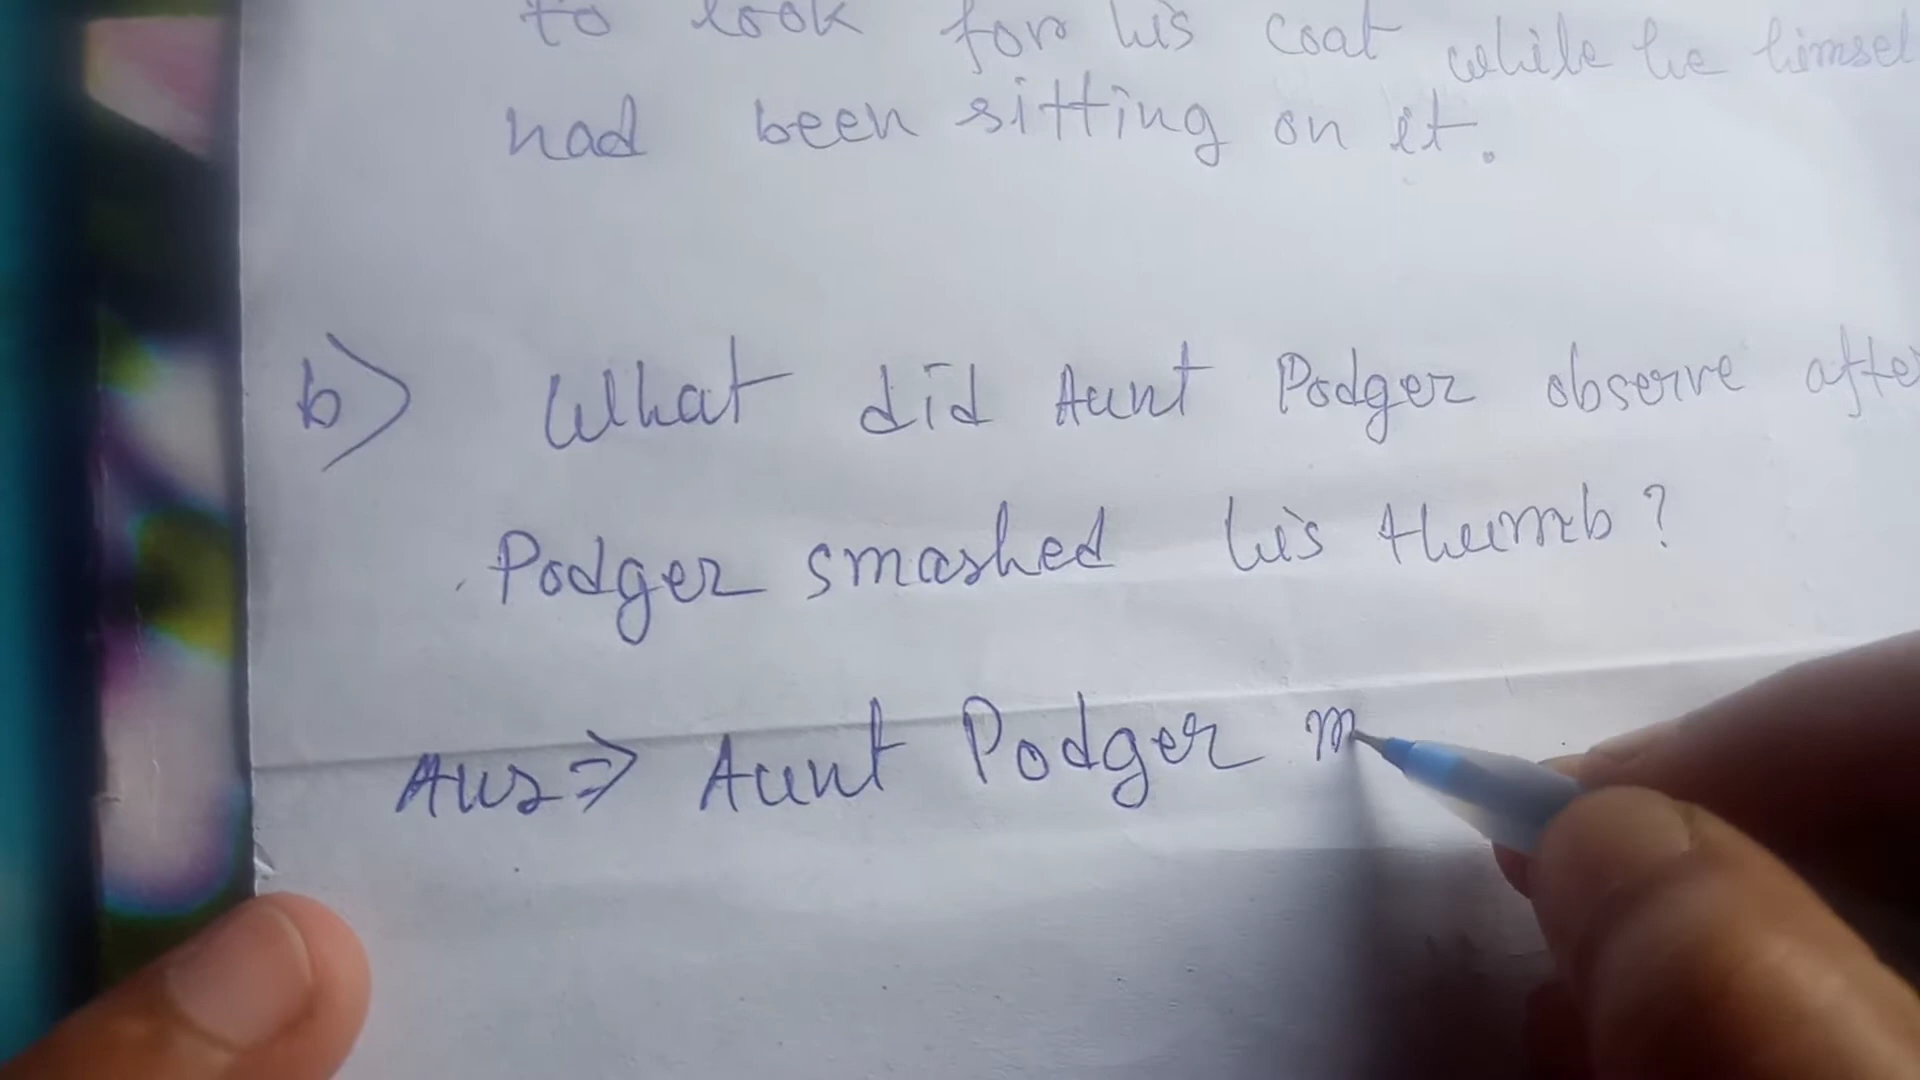 to look for his coat while he himsel
had been sitting on it.
b) What did Aunt Podger observe afte
Podger smashed his thumb?
Ans⇒ Aunt Podger m